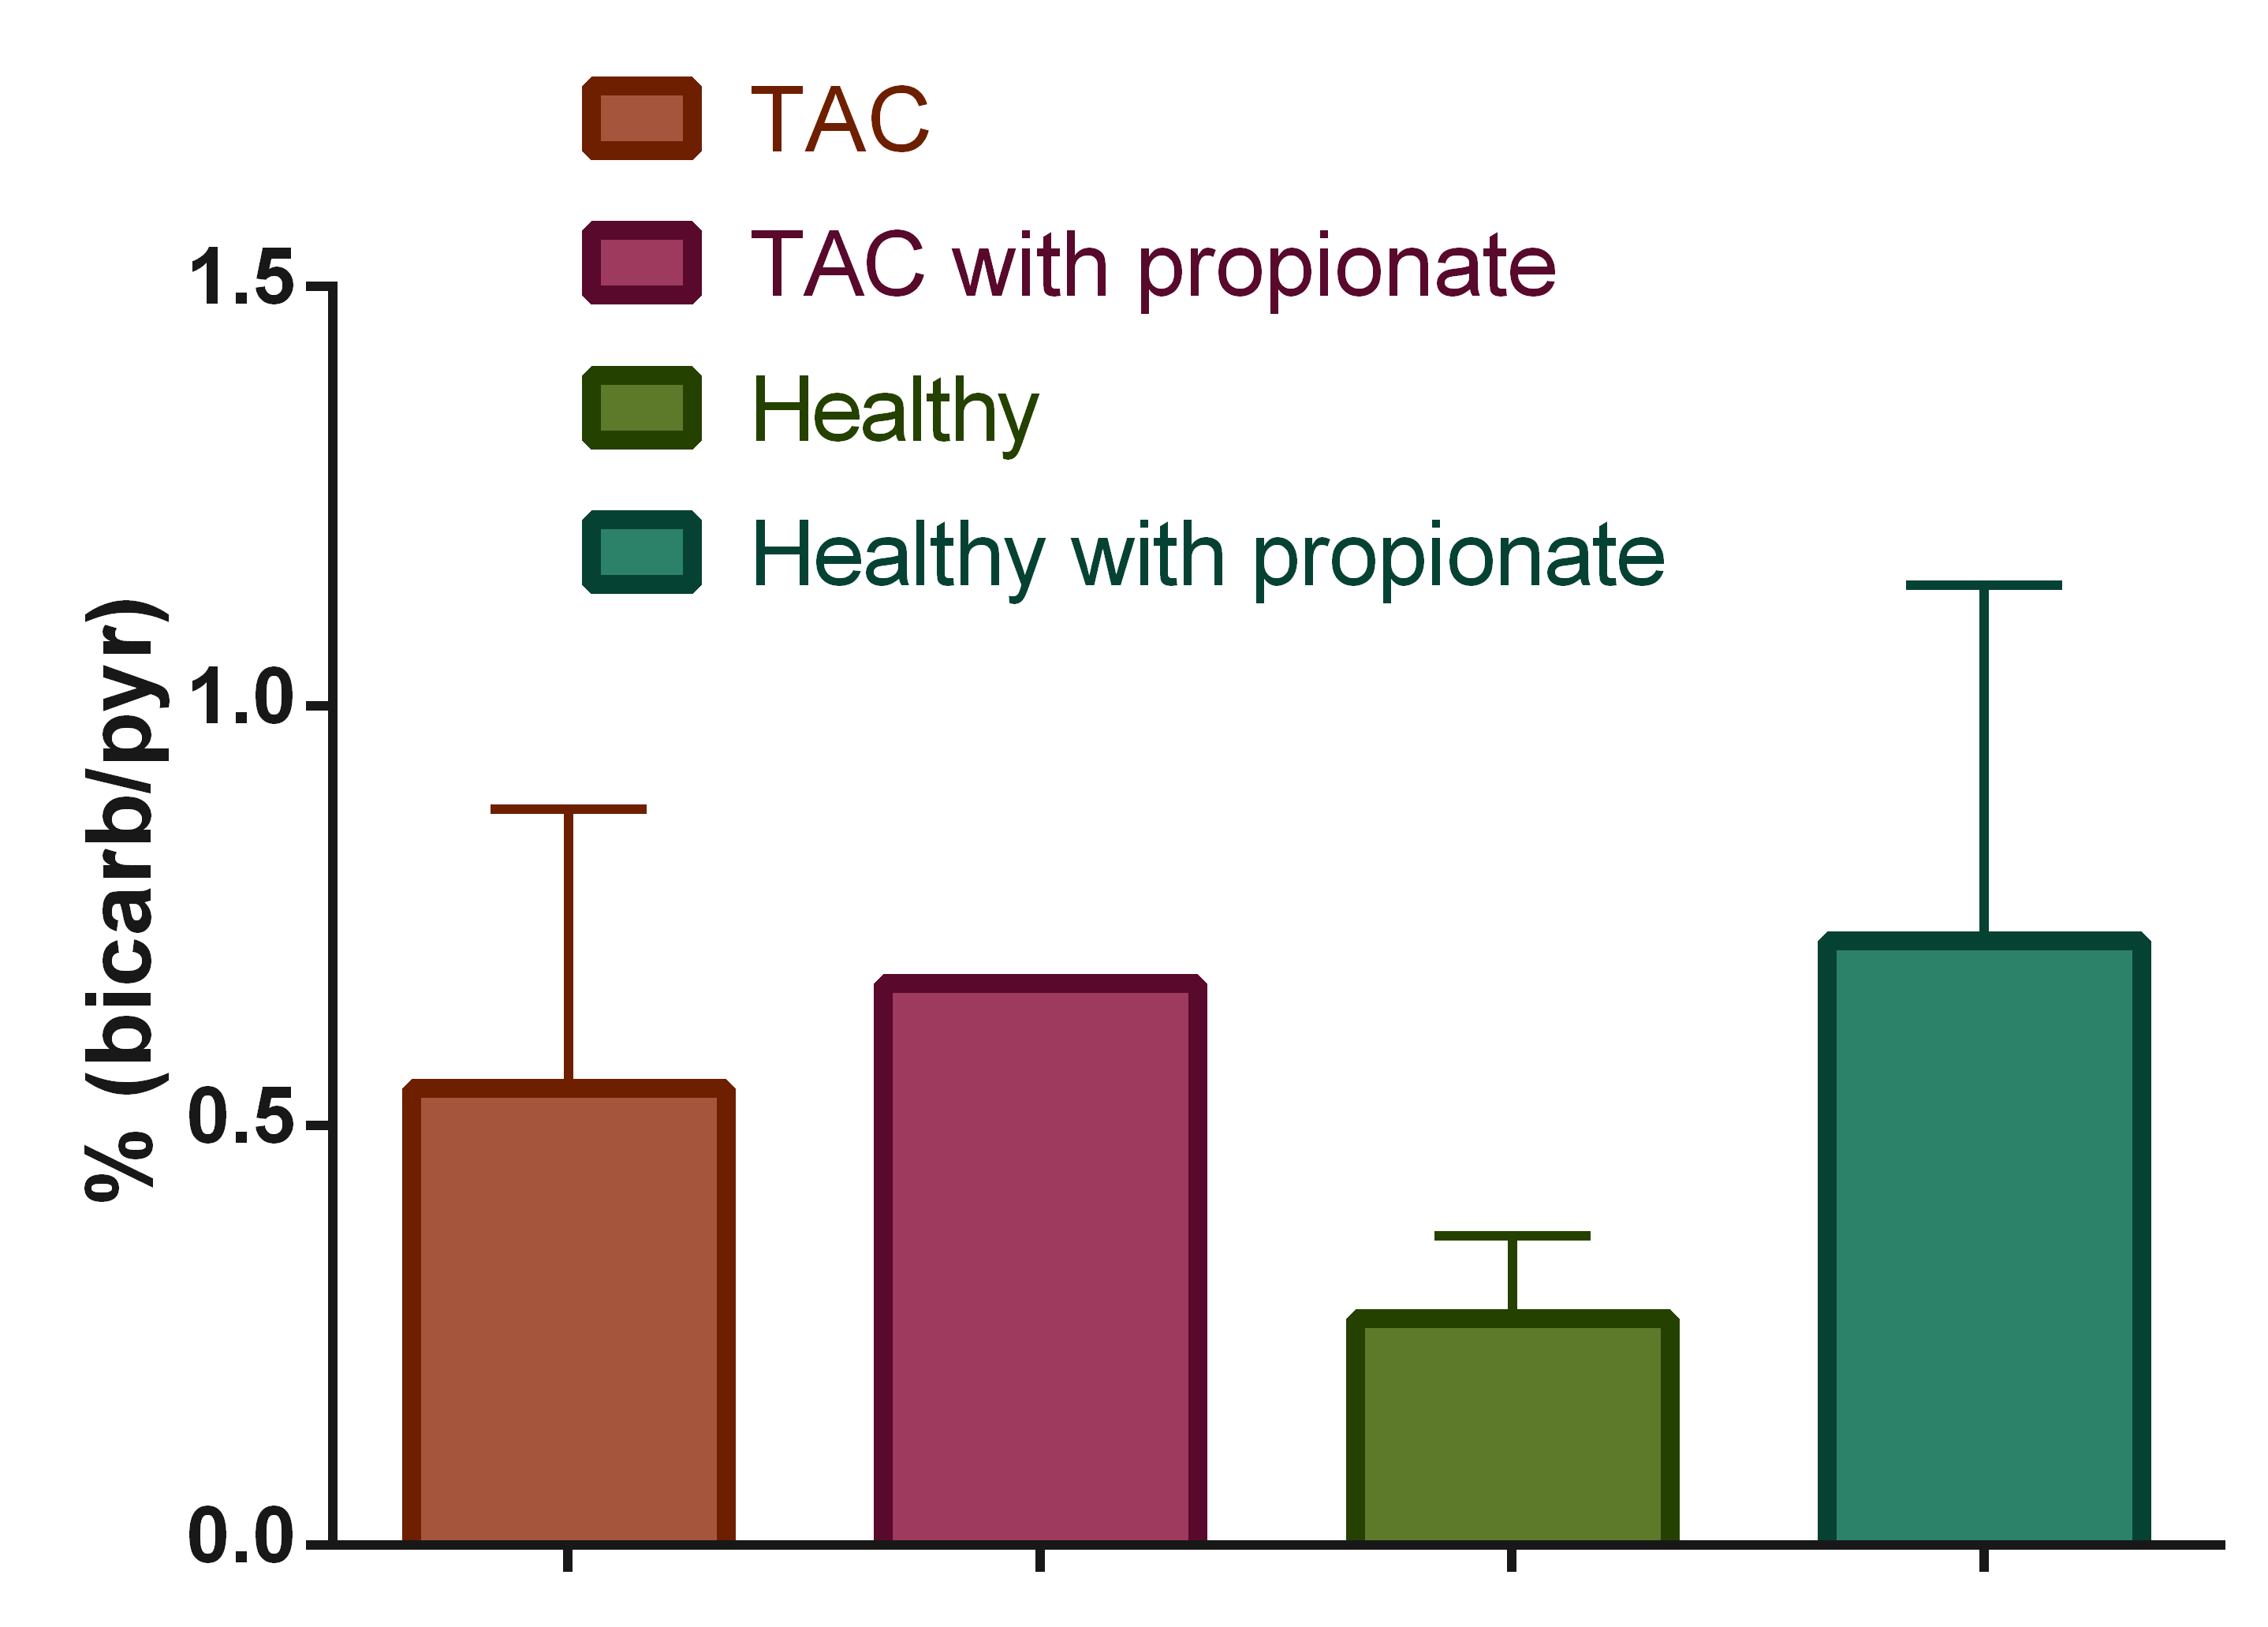 TAC
TAC with propionate
Healthy
Healthy with propionate
% (bicarb/pyr)
1.5
1.0
0.5
0.0